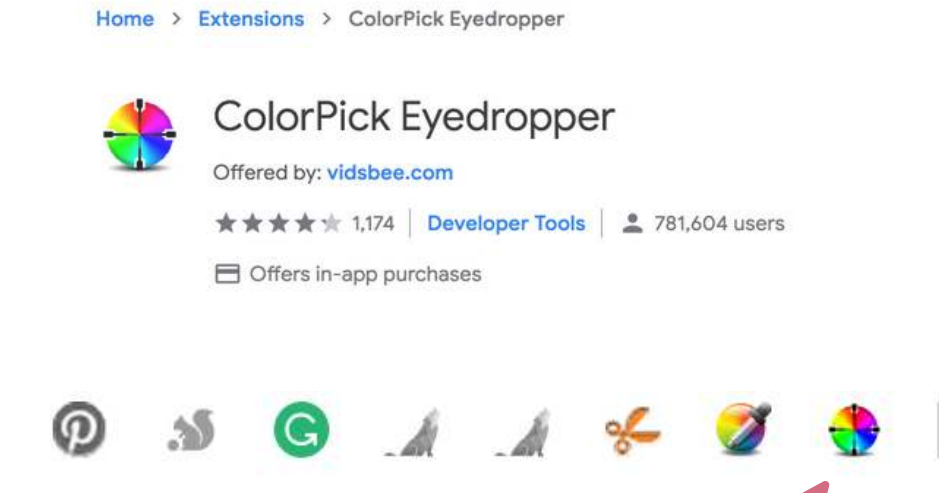 Home > Extensions > ColorPick Eyedropper
ColorPick Eyedropper
Offered by: vidsbee.com
1,174 | Developer Tools | 781,604 users
Offers in-app purchases
G